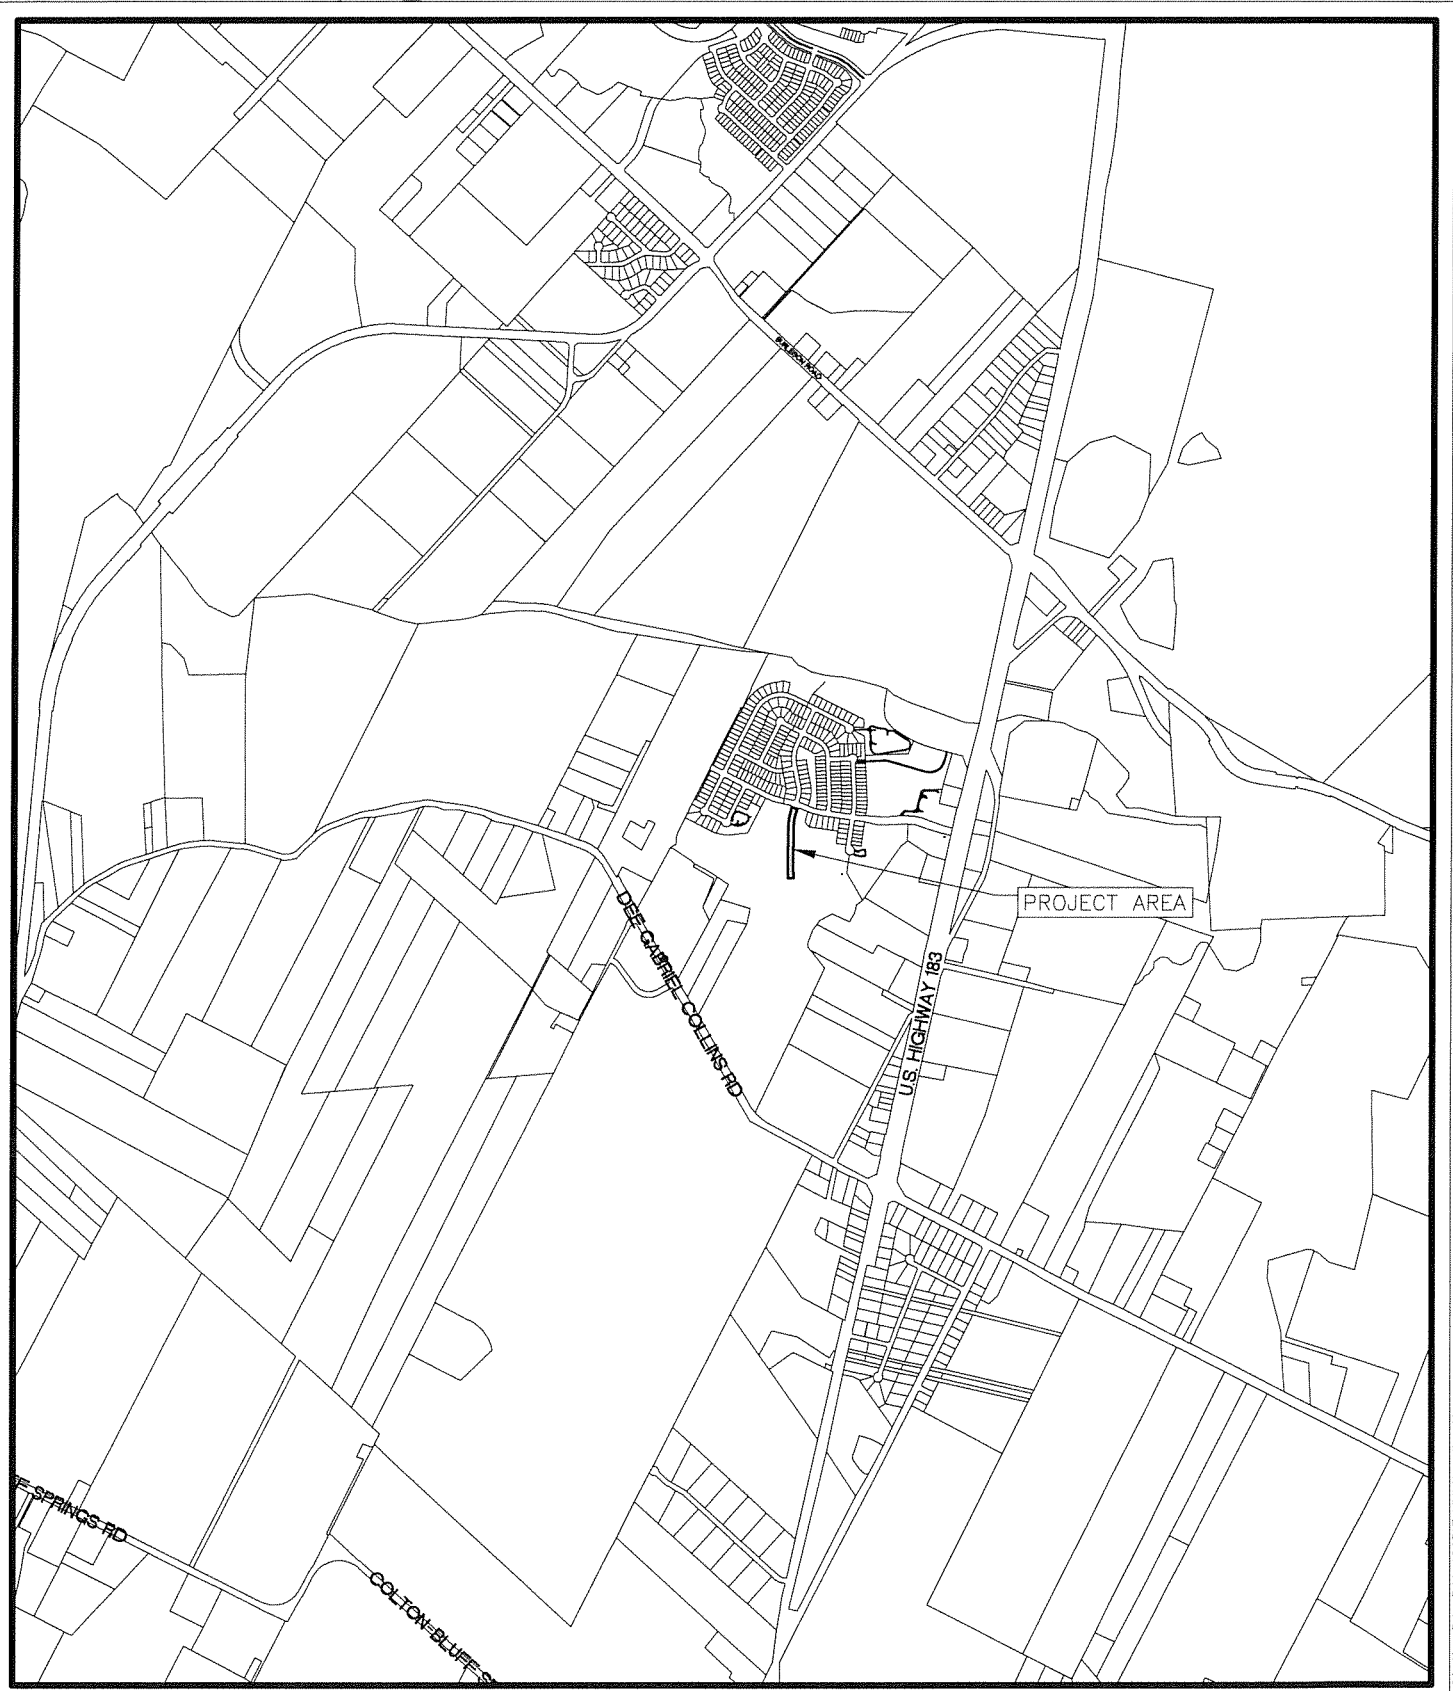 BURLESON ROAD
PROJECT AREA
DEE GABRIEL COLLINS RD
U.S. HIGHWAY 183
SPRINGS RD
COLTON-BLUFF